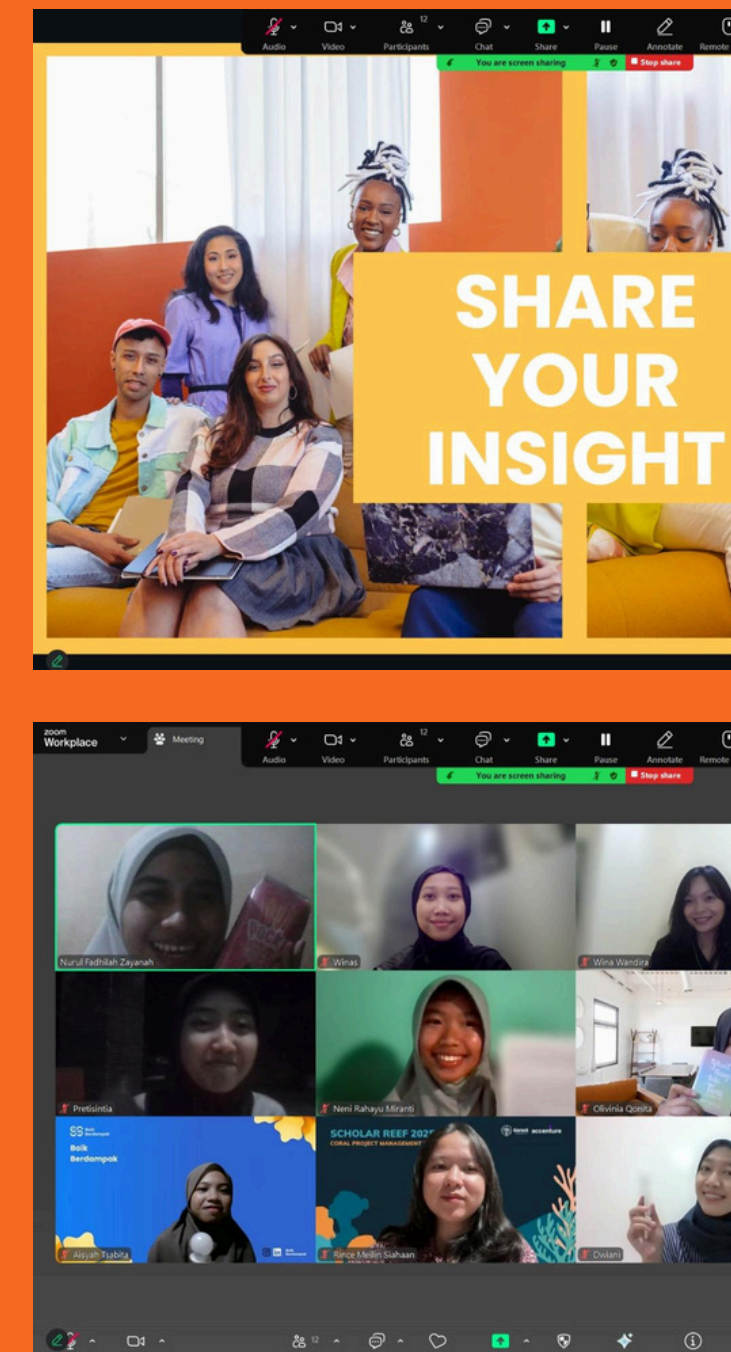 12
Audio
Video
Participants
Chat
Share
Pause
Annotate
Remote
You are screen sharing
Stop share
SHARE
YOUR
INSIGHT
zoom
Workplace
Meeting
12
Audio
Video
Participants
Chat
Share
Pause
Annotate
Remote
You are screen sharing
Stop share
Nurul Fadhilah Zayanah
Winas
Wina Wandira
Pretisintia
Neni Rahayu Miranti
Olivinia Qonita
Baik
Berdampak
SCHOLAR REEF 202
CORAL PROJECT MANAGEMENT
accenture
Aisyah Tsabita
Rince Meilin Siahaan
Dwiani
12